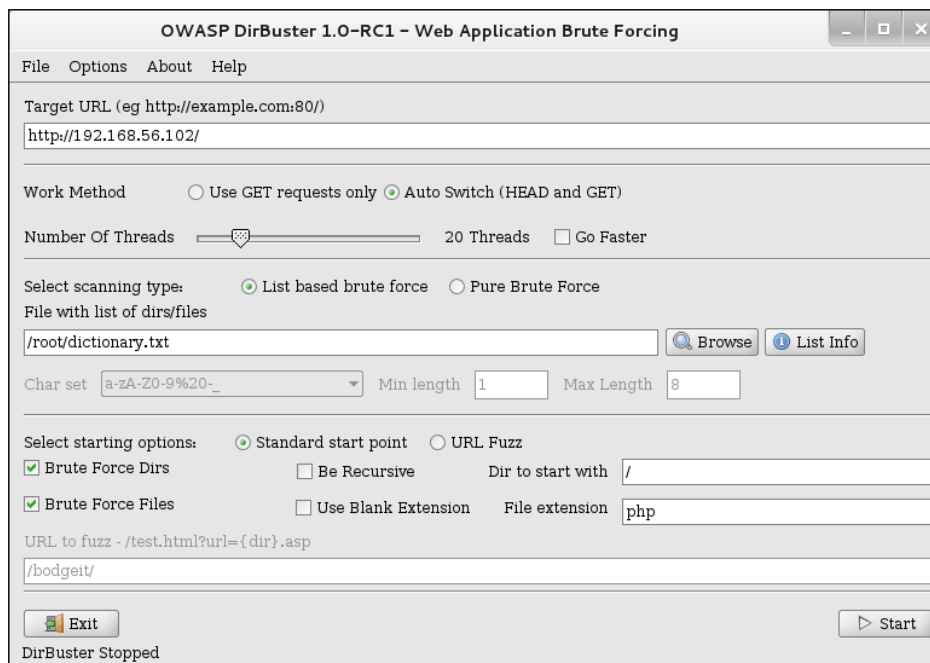 OWASP DirBuster 1.0-RC1 - Web Application Brute Forcing
File Options About Help
Target URL (eg http://example.com:80/)
http://192.168.56.102/
Work Method Use GET requests only Auto Switch (HEAD and GET)
Number Of Threads 20 Threads Go Faster
Select scanning type: List based brute force Pure Brute Force
File with list of dirs/files
/root/dictionary.txt Browse List Info
Char set a-zA-Z0-9%20-_ Min length 1 Max Length 8
Select starting options: Standard start point URL Fuzz
Brute Force Dirs Be Recursive Dir to start with /
Brute Force Files Use Blank Extension File extension php
URL to fuzz - /test.html?url={dir}.asp
/bodgeit/
Exit Start
DirBuster Stopped